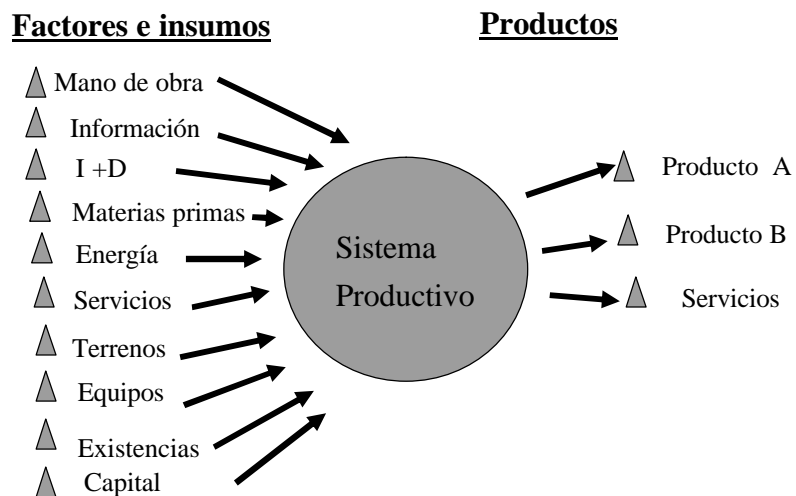 Factores e insumos
Productos
Mano de obra
Información
I +D
Materias primas
Energía
Servicios
Terrenos
Equipos
Existencias
Capital
Sistema
Productivo
Producto A
Producto B
Servicios